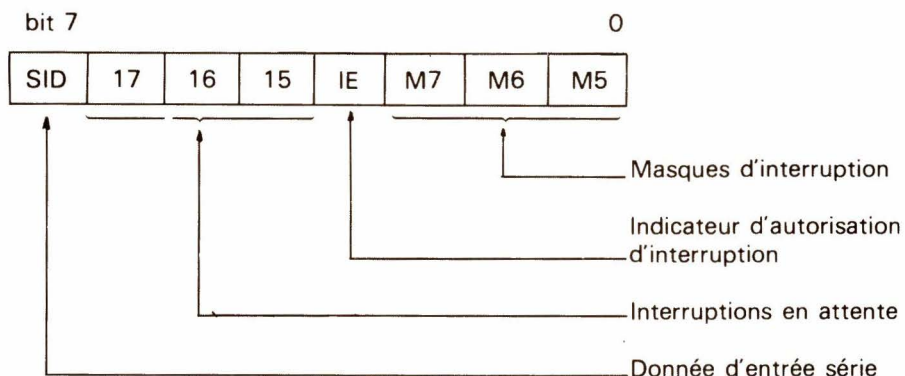 bit 7 0
SID 17 16 15 IE M7 M6 M5
Masques d'interruption
Indicateur d'autorisation
d'interruption
Interruptions en attente
Donnée d'entrée série